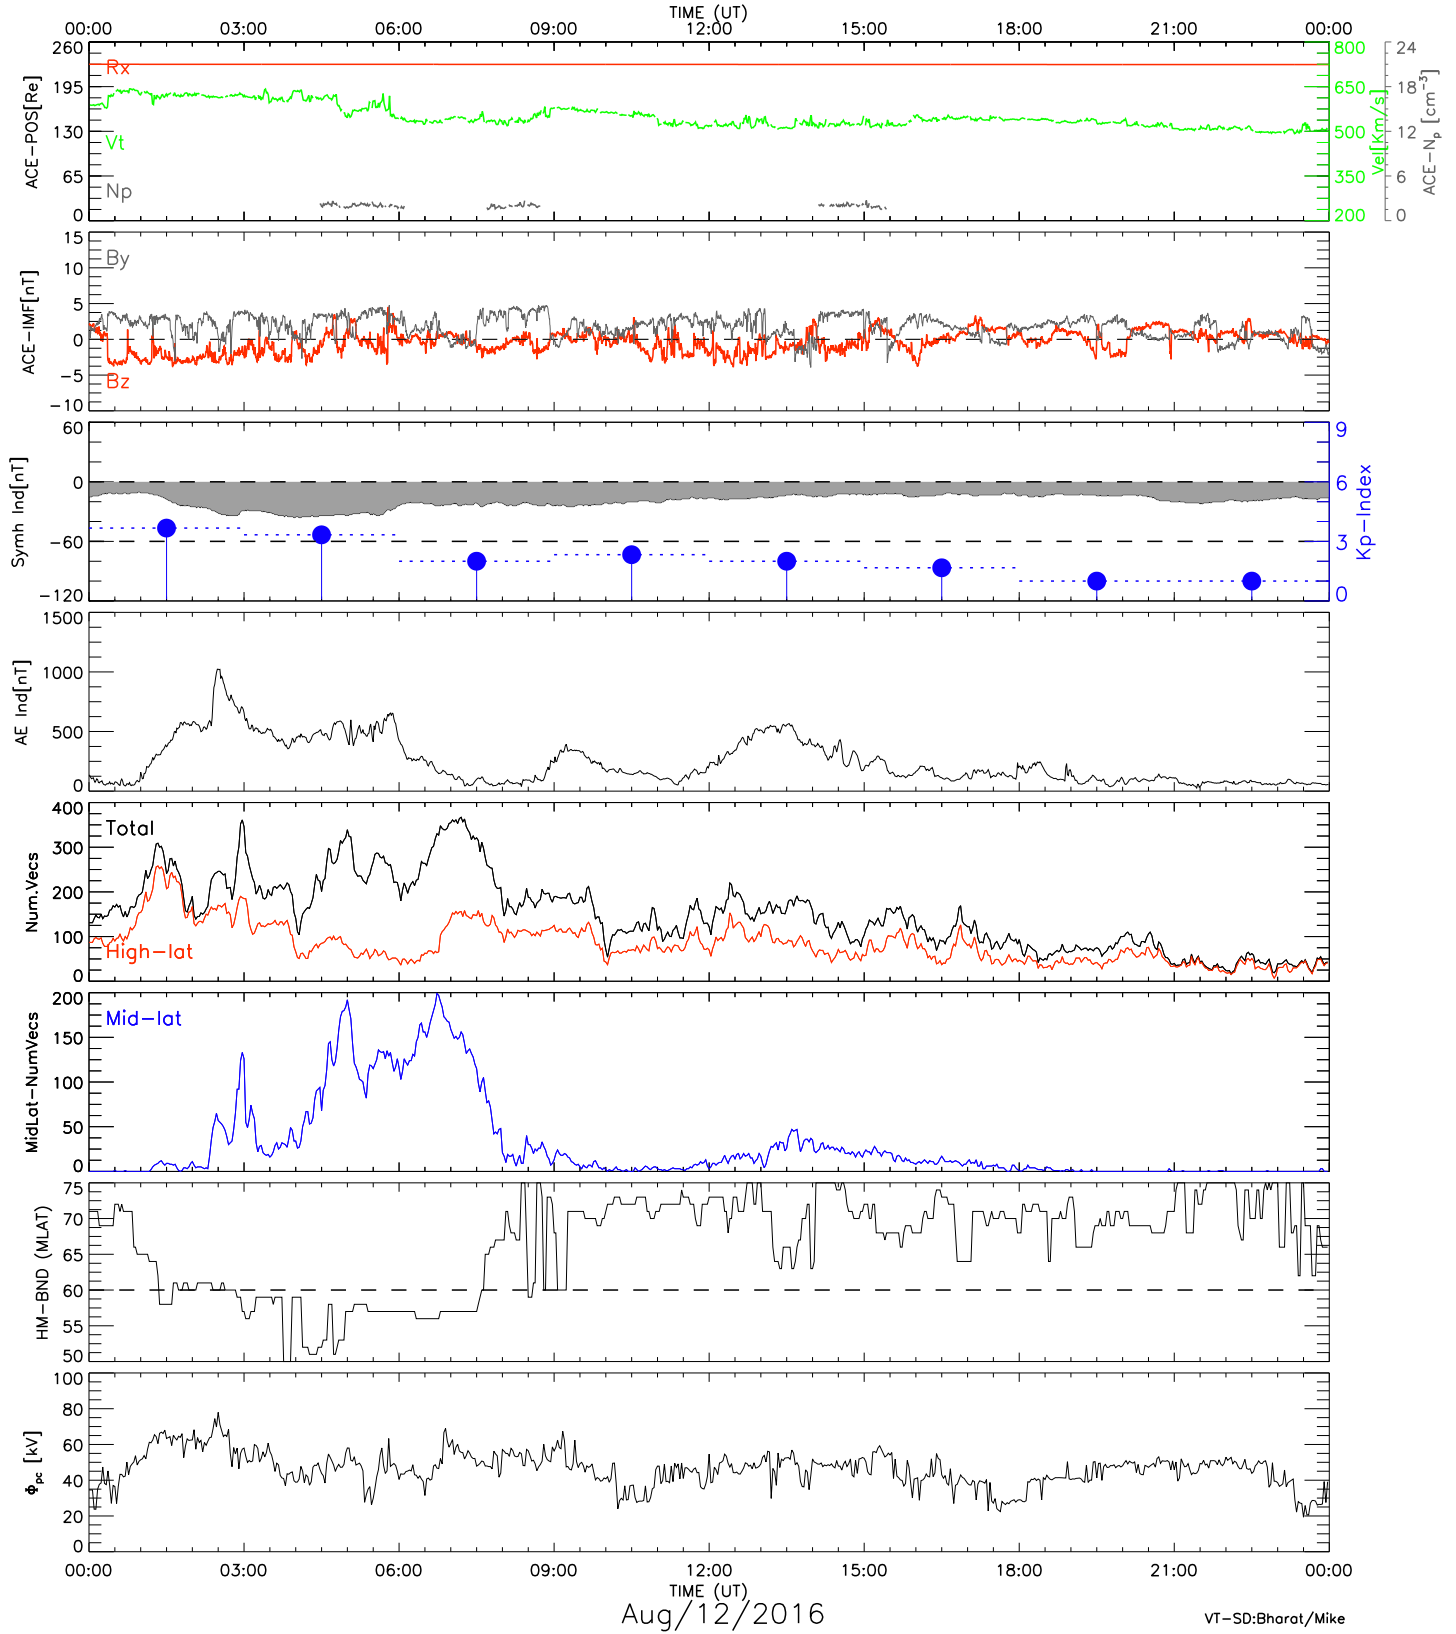 TIME (UT)
00:00 03:00 06:00 09:00 12:00 15:00 18:00 21:00 00:00
260 195 130 65 0
ACE-POS[Re]
Rx
Vt
Np
800 650 500 350 200
Vel[Km/s]
24 18 12 6 0
ACE-Np [cm-3]
15 10 5 0 -5 -10
ACE-IMF[nT]
By
Bz
60 0 -60 -120
Symh Ind[nT]
9 6 3 0
Kp-Index
1500 1000 500 0
AE Ind[nT]
400 300 200 100 0
Num.Vecs
Total
High-lat
200 150 100 50 0
MidLat-NumVecs
Mid-lat
75 70 65 60 55 50
HM-BND (MLAT)
100 80 60 40 20 0
Φpc [kV]
00:00 03:00 06:00 09:00 12:00 15:00 18:00 21:00 00:00
TIME (UT)
Aug/12/2016
VT-SD:Bharat/Mike